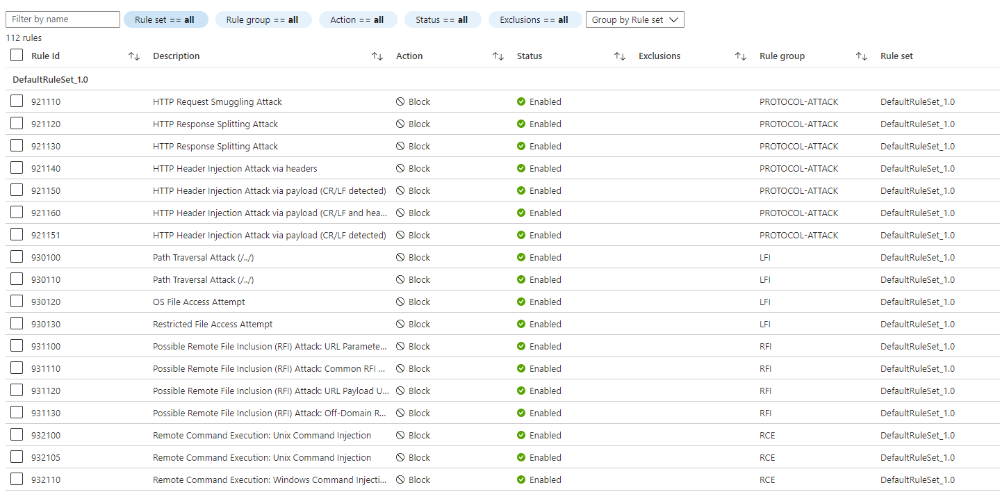 Filter by name Rule set == all Rule group == all Action == all Status == all Exclusions == all Group by Rule set
112 rules
Rule Id Description Action Status Exclusions Rule group Rule set
DefaultRuleSet_1.0
921110 HTTP Request Smuggling Attack Block Enabled PROTOCOL-ATTACK DefaultRuleSet_1.0
921120 HTTP Response Splitting Attack Block Enabled PROTOCOL-ATTACK DefaultRuleSet_1.0
921130 HTTP Response Splitting Attack Block Enabled PROTOCOL-ATTACK DefaultRuleSet_1.0
921140 HTTP Header Injection Attack via headers Block Enabled PROTOCOL-ATTACK DefaultRuleSet_1.0
921150 HTTP Header Injection Attack via payload (CR/LF detected) Block Enabled PROTOCOL-ATTACK DefaultRuleSet_1.0
921160 HTTP Header Injection Attack via payload (CR/LF and hea... Block Enabled PROTOCOL-ATTACK DefaultRuleSet_1.0
921151 HTTP Header Injection Attack via payload (CR/LF detected) Block Enabled PROTOCOL-ATTACK DefaultRuleSet_1.0
930100 Path Traversal Attack (/../) Block Enabled LFI DefaultRuleSet_1.0
930110 Path Traversal Attack (/../) Block Enabled LFI DefaultRuleSet_1.0
930120 OS File Access Attempt Block Enabled LFI DefaultRuleSet_1.0
930130 Restricted File Access Attempt Block Enabled LFI DefaultRuleSet_1.0
931100 Possible Remote File Inclusion (RFI) Attack: URL Paramete... Block Enabled RFI DefaultRuleSet_1.0
931110 Possible Remote File Inclusion (RFI) Attack: Common RFI ... Block Enabled RFI DefaultRuleSet_1.0
931120 Possible Remote File Inclusion (RFI) Attack: URL Payload U... Block Enabled RFI DefaultRuleSet_1.0
931130 Possible Remote File Inclusion (RFI) Attack: Off-Domain R... Block Enabled RFI DefaultRuleSet_1.0
932100 Remote Command Execution: Unix Command Injection Block Enabled RCE DefaultRuleSet_1.0
932105 Remote Command Execution: Unix Command Injection Block Enabled RCE DefaultRuleSet_1.0
932110 Remote Command Execution: Windows Command Injecti... Block Enabled RCE DefaultRuleSet_1.0